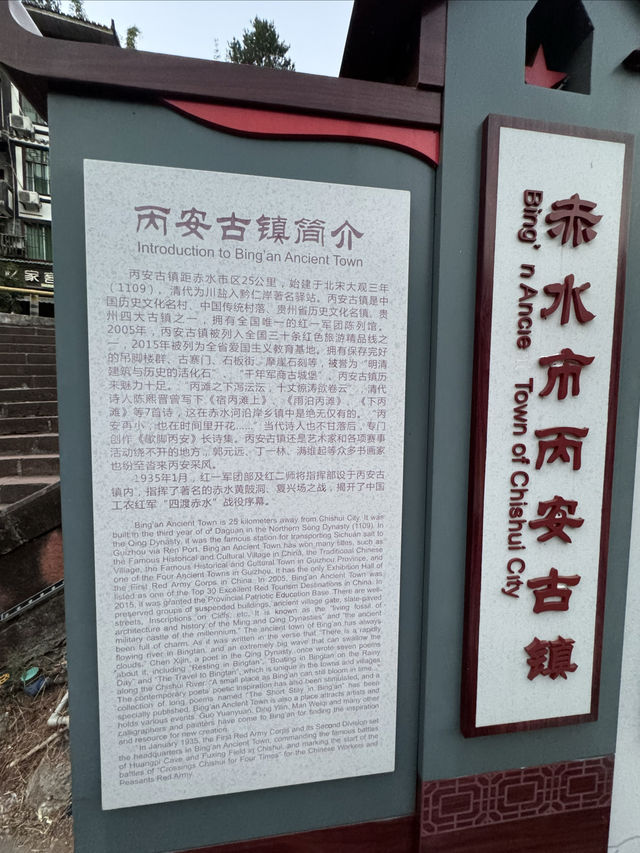 丙安古镇简介
Introduction to Bing'an Ancient Town
丙安古镇距赤水市区25公里，始建于北宋大观三年
（1109）。清代为川盐入黔仁岸著名驿站。丙安古镇是中
国历史文化名村、中国传统村落、贵州省历史文化名镇、贵
州四大古镇之一，拥有全国唯一的红一军团陈列馆。
2005年，丙安古镇被列入全国三十条红色旅游精品线之
一，2015年被列为全省爱国主义教育基地。拥有保存完好
的吊脚楼群、古寨门、石板街、摩崖石刻等，被誉为“明清
建筑与历史的活化石”、“千年军商古城堡”。丙安古镇历
来魅力十足。“丙滩之下泻沄沄，十丈惊涛欲卷云”，清代
诗人陈熙晋曾写下《宿丙滩上》、《雨泊丙滩》、《下丙
滩》等7首诗，这在赤水河沿岸乡镇中是绝无仅有的。“丙
安再小，也在时间里开花……”当代诗人也不甘落后，专门
创作《歇脚丙安》长诗集。丙安古镇还是艺术家和各项赛事
活动绕不开的地方，郭元远、丁一林、满维起等众多书画家
也纷至沓来丙安采风。
1935年1月，红一军团部及红二师将指挥部设于丙安古
镇内，指挥了著名的赤水黄陂洞、复兴场之战，揭开了中国
工农红军“四渡赤水”战役序幕。
Bing'an Ancient Town is 25 kilometers away from Chishui City. It was
built in the third year of o' Daguan in the Northern Song Dynasty (1109). In
the Qing Dynasty, it was the famous station for transporting Sichuan salt to
Guizhou via Ren Port. Bing'an Ancient Town has won many titles, such as
the Famous Historical and Cultural Village in China, the Traditional Chinese
Village, the Famous Historical and Cultural Town in Guizhou Province, and
one of the Four Ancient Towns in Guizhou. It has the only Exhibition Hall of
the First Red Army Corps in China. In 2005, Bing'an Ancient Town was
listed as one of the Top 30 Excellent Red Tourism Destinations in China. In
2015, it was granted the Provincial Patriotic Education Base. There are well-
preserved groups of suspended buildings, ancient village gate, slate-paved
streets, Inscriptions on Cliffs, etc. It is known as the "living fossil of
architecture and history of the Ming and Qing Dynasties" and "the ancient
military castle of the millennium." The ancient town of Bing'an has always
been full of charm. As it was written in the verse that "There is a rapidly
flowing river in Bingtan, and an extremely big wave that can swallow the
clouds," Chen Xijin, a poet in the Qing Dynasty, once wrote seven poems
about it, including "Resting in Bingtan", "Boating in Bingtan on the Rainy
Day" and "The Travel to Bingtan", which is unique in the towns and villages
along the Chishui River. "A small place as Bing'an can still bloom in time..."
The contemporary poets' poetic inspiration has also been stimulated, and a
collection of long poems named "The Short Stay in Bing'an" has been
specially published. Bing'an Ancient Town is also a place attracts artists and
holds various events. Guo Yuanyuan, Ding Yilin, Man Weiqi and many other
calligraphers and painters have come to Bing'an for finding the inspiration
and resource for new creation.
In January 1935, the First Red Army Corps and its Second Division set
the headquarters in Bing'an Ancient Town, commanding the famous battles
of Huangpi Cave and Fuxing Field in Chishui, and marking the start of the
battles of "Crossings Chishui for Four Times" for the Chinese Workers and
Peasants Red Army.
赤水市丙安古镇
Bing'n Ancie Town of Chishui City